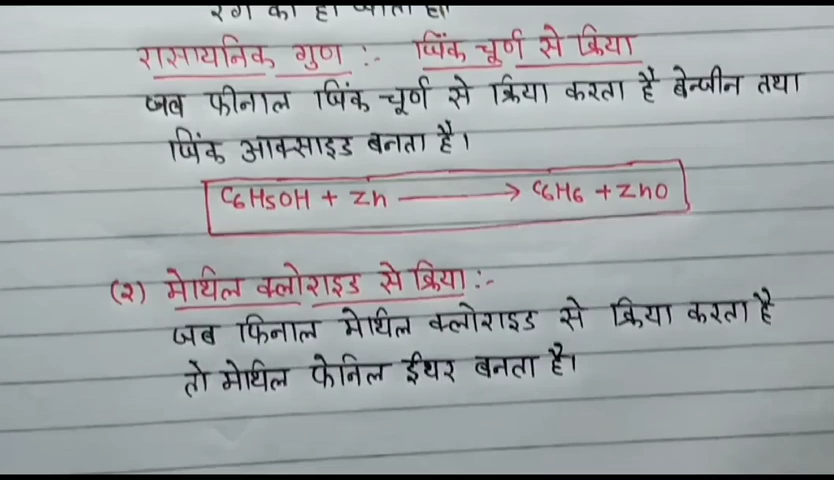 रंग का हो जाता है।
रासायनिक गुण :- जिंक चूर्ण से क्रिया
जब फीनाल जिंक चूर्ण से क्रिया करता है बेन्जीन तथा
जिंक आक्साइड बनता है।
C6H5OH + Zn ⟶ C6H6 + ZnO
(२) मेथिल क्लोराइड से क्रिया :-
जब फिनाल मेथिल क्लोराइड से क्रिया करता है
तो मेथिल फेनिल ईथर बनता है।